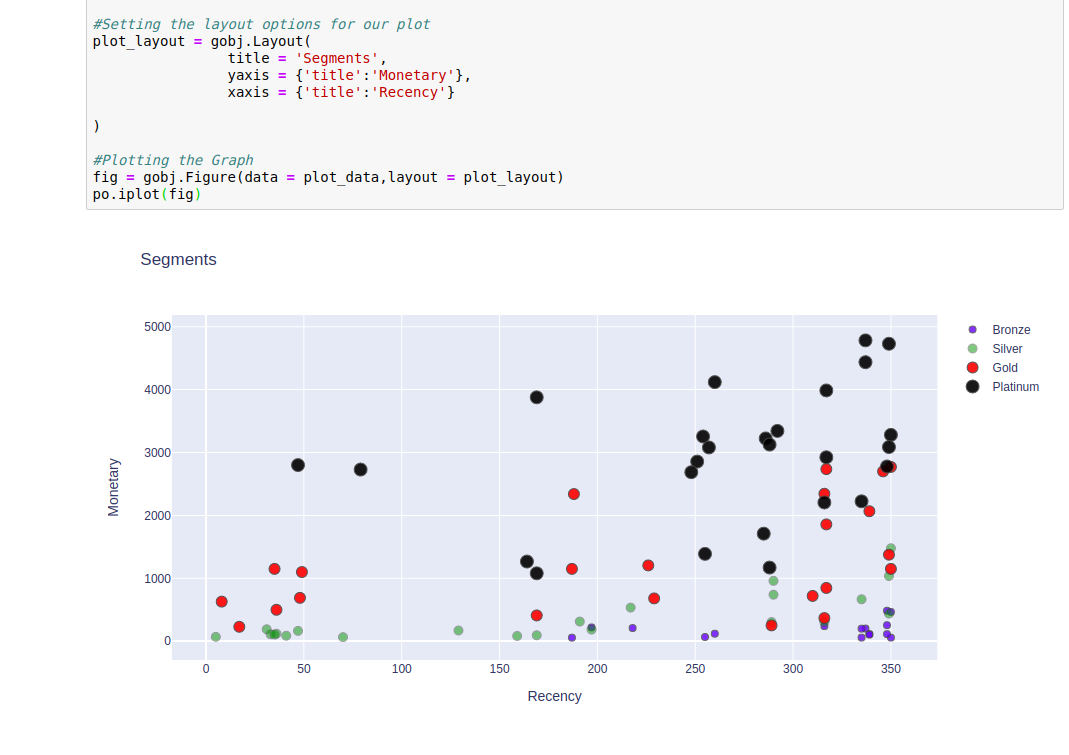 #Setting the layout options for our plot
plot_layout = gobj.Layout(
title = 'Segments',
yaxis = {'title':'Monetary'},
xaxis = {'title':'Recency'}
)
#Plotting the Graph
fig = gobj.Figure(data = plot_data,layout = plot_layout)
po.iplot(fig)
Segments
5000
4000
3000
2000
1000
0
Monetary
0 50 100 150 200 250 300 350
Recency
Bronze
Silver
Gold
Platinum